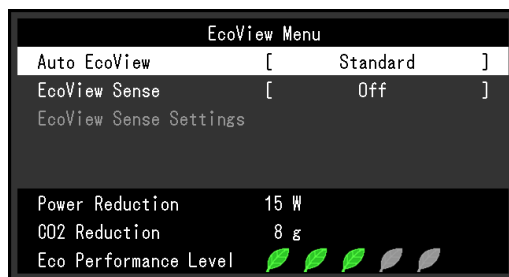 EcoView Menu
Auto EcoView [ Standard ]
EcoView Sense [ Off ]
EcoView Sense Settings
Power Reduction 15 W
CO2 Reduction 8 g
Eco Performance Level